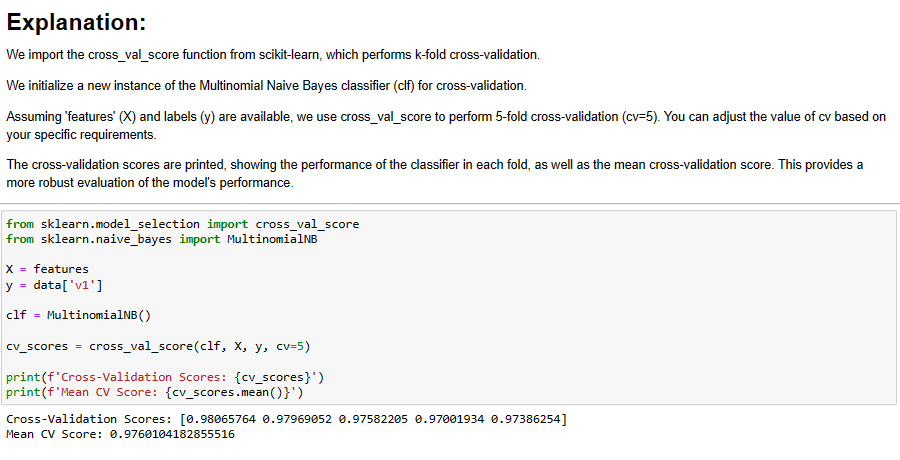 Explanation:
We import the cross_val_score function from scikit-learn, which performs k-fold cross-validation.
We initialize a new instance of the Multinomial Naive Bayes classifier (clf) for cross-validation.
Assuming 'features' (X) and labels (y) are available, we use cross_val_score to perform 5-fold cross-validation (cv=5). You can adjust the value of cv based on
your specific requirements.
The cross-validation scores are printed, showing the performance of the classifier in each fold, as well as the mean cross-validation score. This provides a
more robust evaluation of the model's performance.
from sklearn.model_selection import cross_val_score
from sklearn.naive_bayes import MultinomialNB
X = features
y = data['v1']
clf = MultinomialNB()
cv_scores = cross_val_score(clf, X, y, cv=5)
print(f'Cross-Validation Scores: {cv_scores}')
print(f'Mean CV Score: {cv_scores.mean()}')
Cross-Validation Scores: [0.98065764 0.97969052 0.97582205 0.97001934 0.97386254]
Mean CV Score: 0.9760104182855516